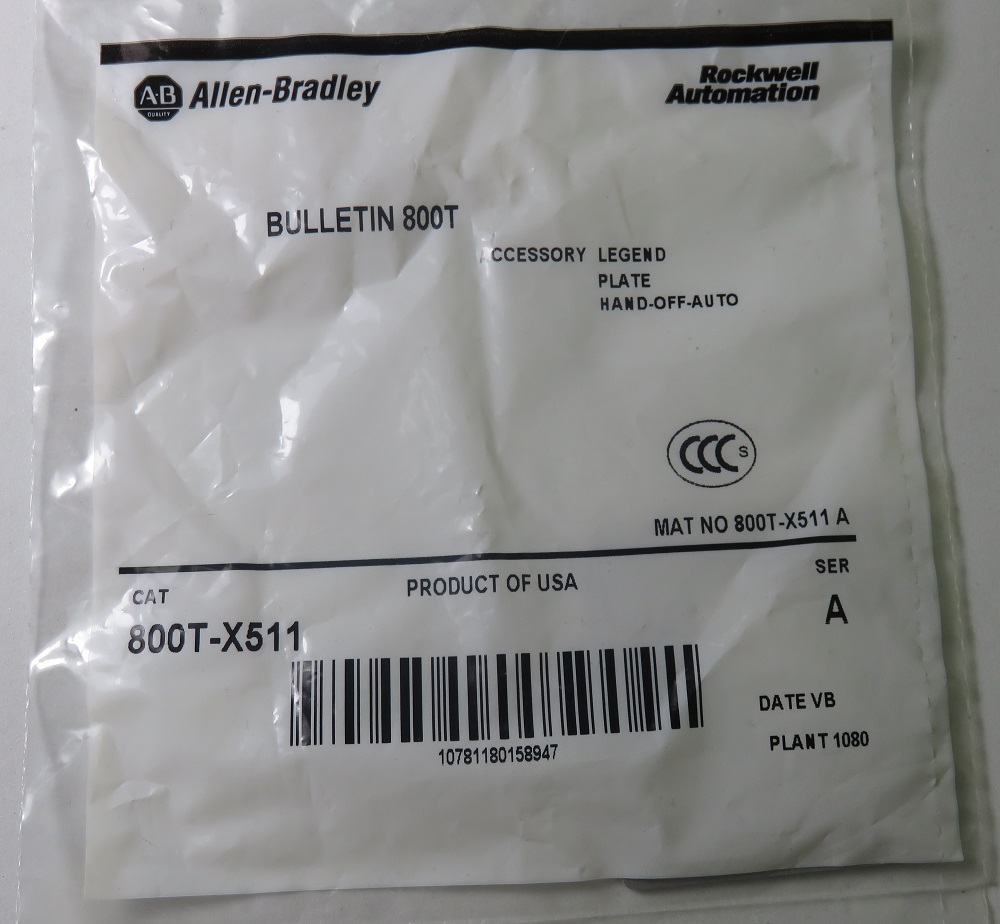 A-B QUALITY Allen-Bradley
Rockwell Automation
BULLETIN 800T
ACCESSORY LEGEND
PLATE
HAND-OFF-AUTO
CCC S
MAT NO 800T-X511 A
CAT
PRODUCT OF USA
SER
800T-X511
A
10781180158947
DATE VB
PLANT 1080